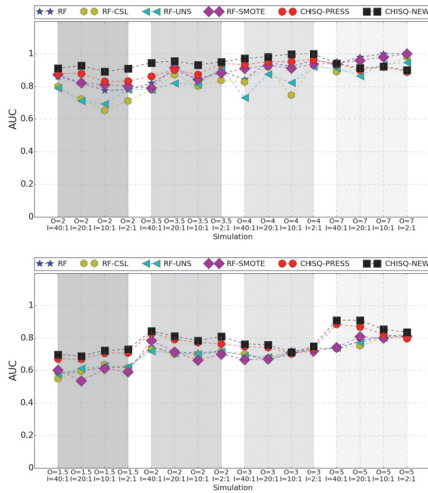 RF RF-CSL RF-UNS RF-SMOTE CHISQ-PRESS CHISQ-NEW
1
0.8
0.6
0.4
0.2
0
AUC
O=2 O=2 O=2 O=2 O=3.5 O=3.5 O=3.5 O=3.5 O=4 O=4 O=4 O=4 O=7 O=7 O=7 O=7
I=40:1 I=20:1 I=10:1 I=2:1 I=40:1 I=20:1 I=10:1 I=2:1 I=40:1 I=20:1 I=10:1 I=2:1 I=40:1 I=20:1 I=10:1 I=2:1
Simulation
RF RF-CSL RF-UNS RF-SMOTE CHISQ-PRESS CHISQ-NEW
1
0.8
0.6
0.4
0.2
0
AUC
O=1.5 O=1.5 O=1.5 O=1.5 O=2 O=2 O=2 O=2 O=3 O=3 O=3 O=3 O=5 O=5 O=5 O=5
I=40:1 I=20:1 I=10:1 I=2:1 I=40:1 I=20:1 I=10:1 I=2:1 I=40:1 I=20:1 I=10:1 I=2:1 I=40:1 I=20:1 I=10:1 I=2:1
Simulation